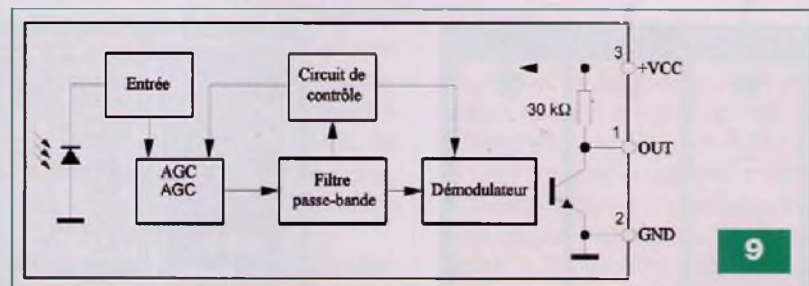 Entrée
Circuit de
contrôle
3
+VCC
30 kΩ
1
OUT
AGC
AGC
Filtre
passe-bande
Démodulateur
2
GND
9